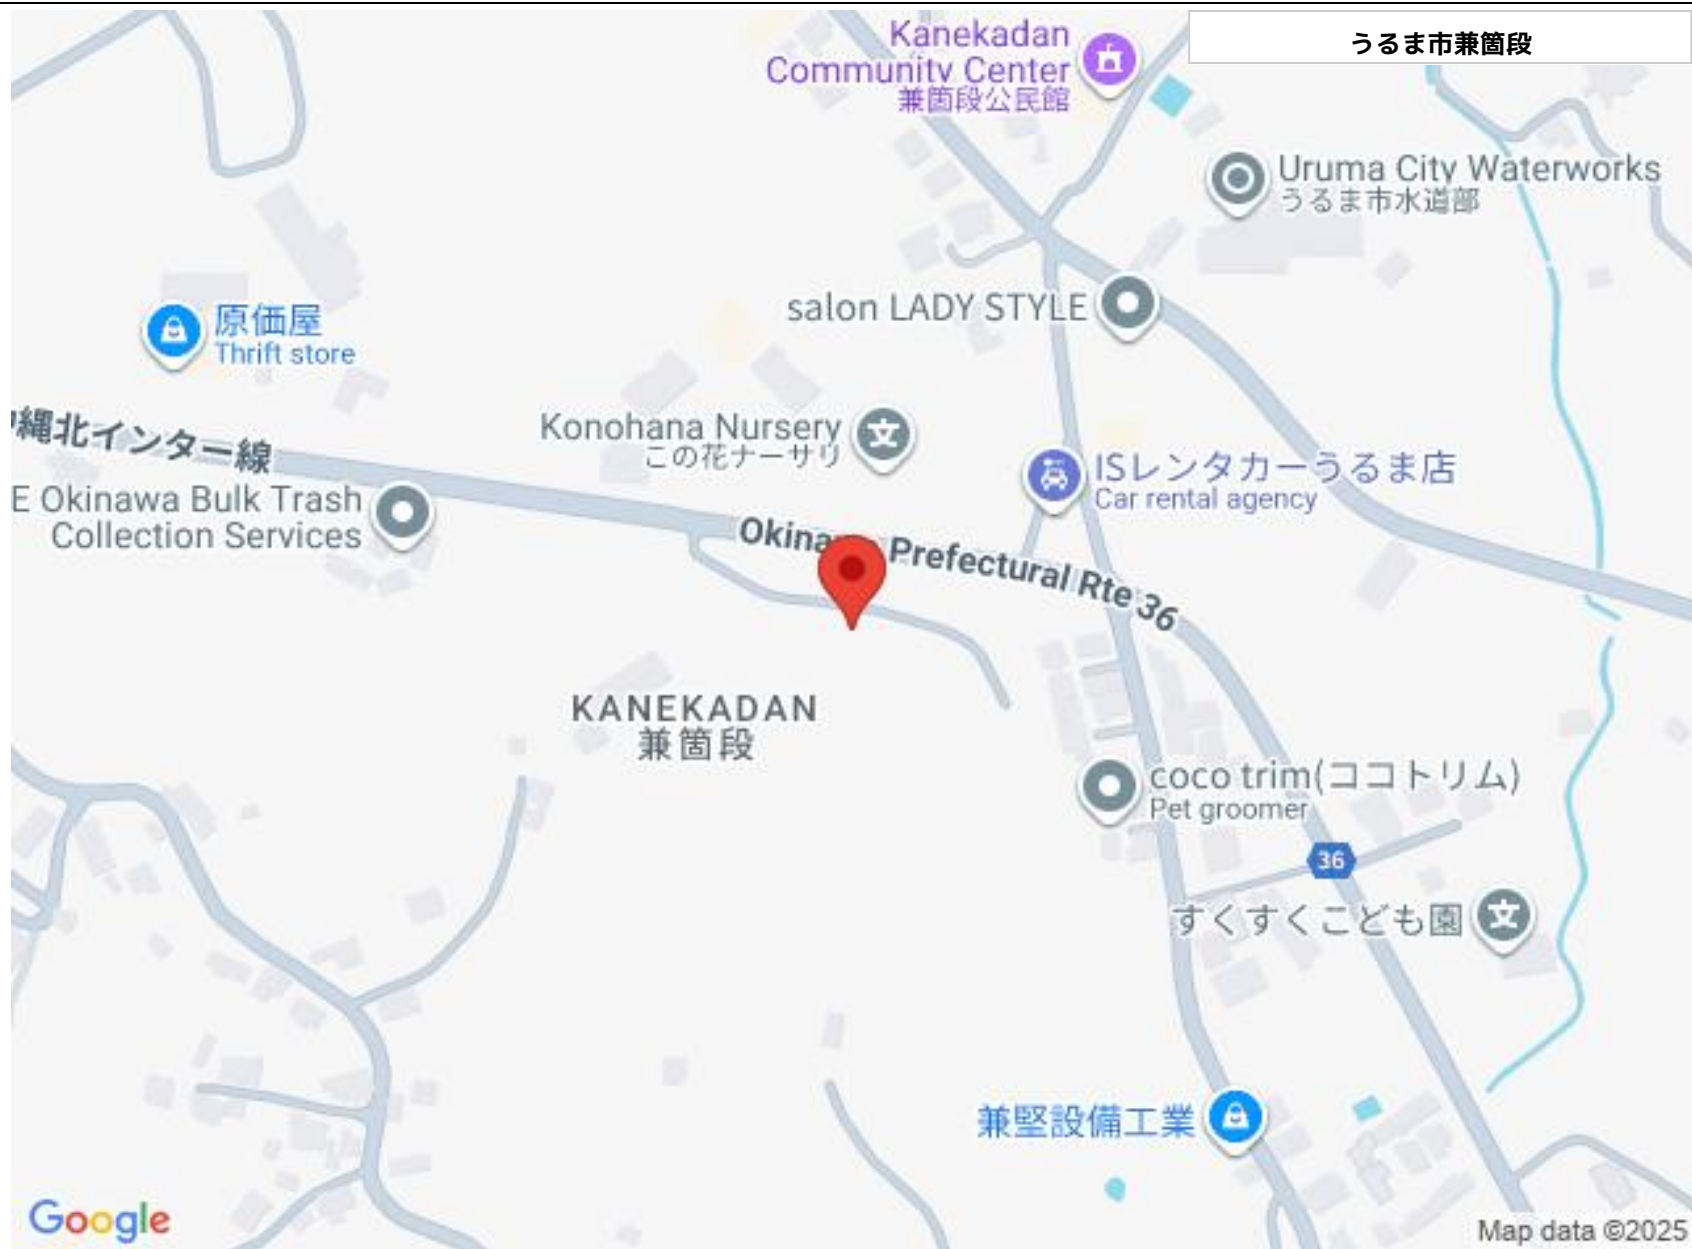 うるま市兼箇段
Kanekadan
Community Center
兼箇段公民館
Uruma City Waterworks
うるま市水道部
salon LADY STYLE
原価屋
Thrift store
縄北インター線
Konohana Nursery
この花ナーサリ
ISレンタカーうるま店
Car rental agency
E Okinawa Bulk Trash
Collection Services
Prefectural Rte 36
KANEKADAN
兼箇段
coco trim(ココトリム)
Pet groomer
36
すくすくこども園
兼堅設備工業
Google
Map data ©2025